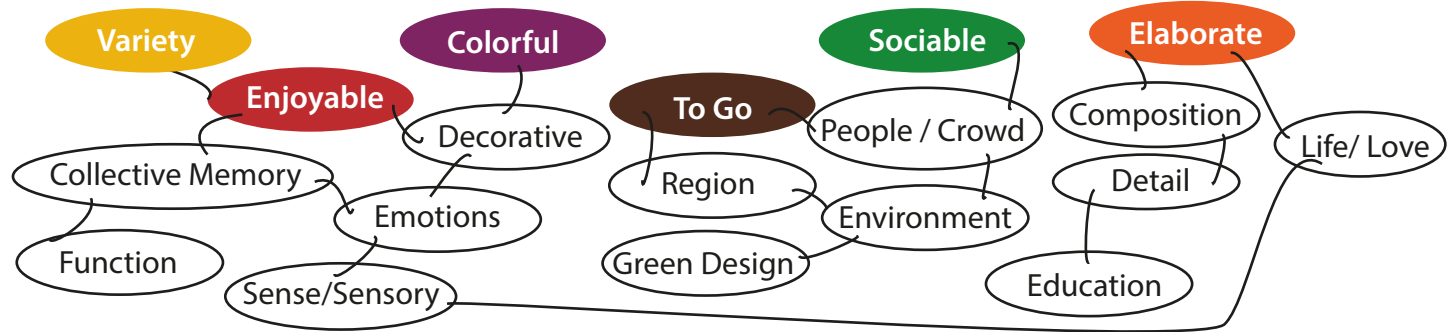 Variety
Colorful
Sociable
Elaborate
Enjoyable
To Go
Decorative
People / Crowd
Composition
Life/ Love
Collective Memory
Region
Detail
Emotions
Environment
Function
Green Design
Sense/Sensory
Education